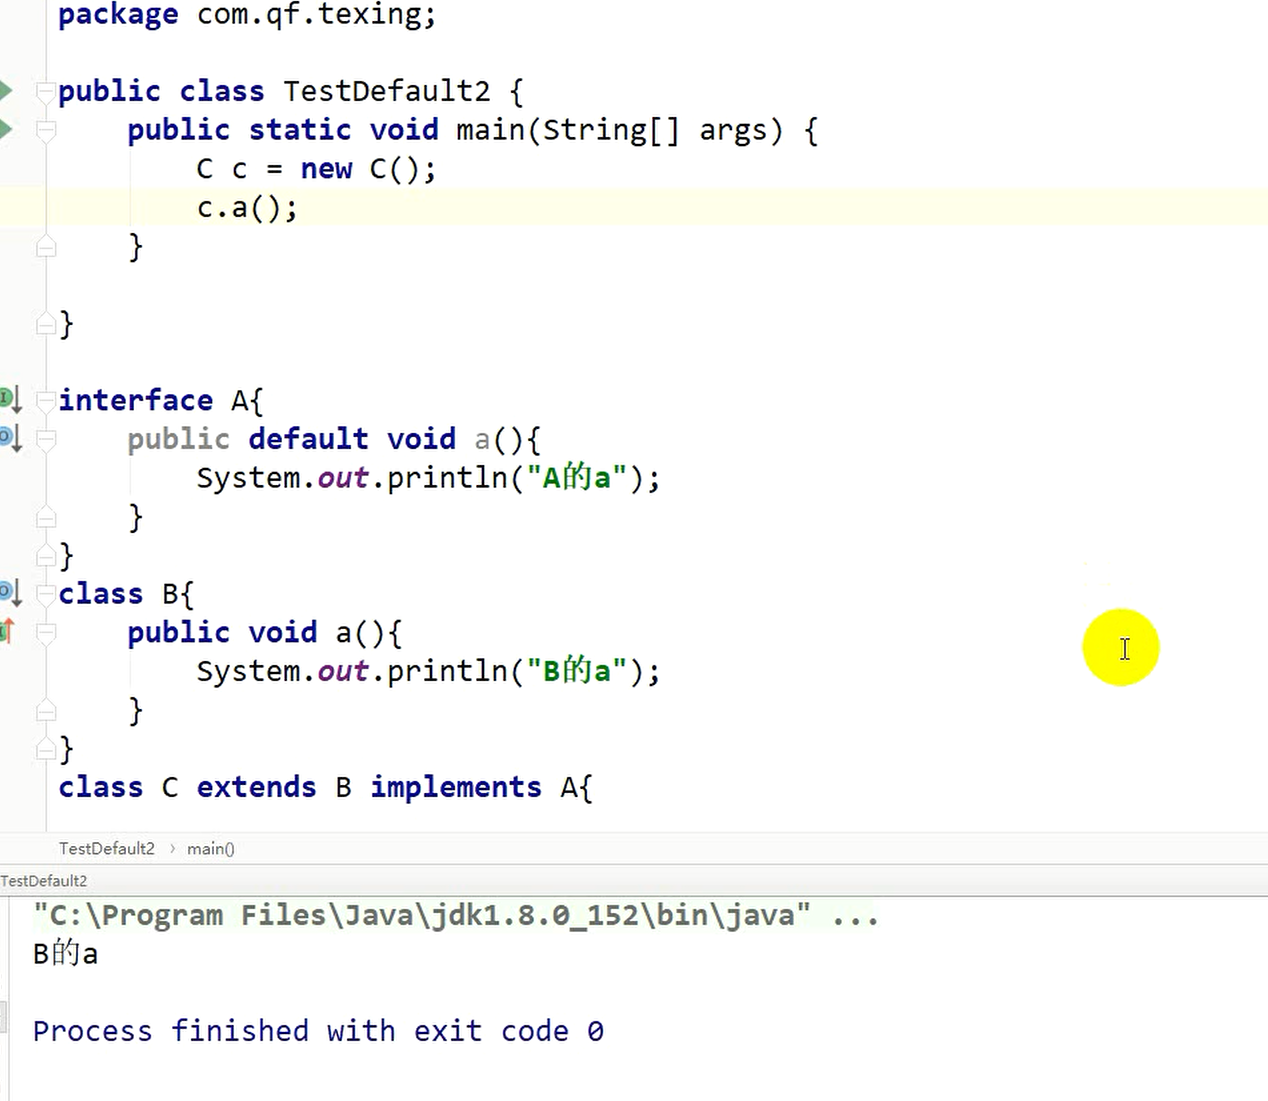 package com.qf.texing;
public class TestDefault2 {
public static void main(String[] args) {
C c = new C();
c.a();
}
}
interface A{
public default void a(){
System.out.println("A的a");
}
}
class B{
public void a(){
System.out.println("B的a");
}
}
class C extends B implements A{
TestDefault2 › main()
TestDefault2
"C:\Program Files\Java\jdk1.8.0_152\bin\java" ...
B的a
Process finished with exit code 0